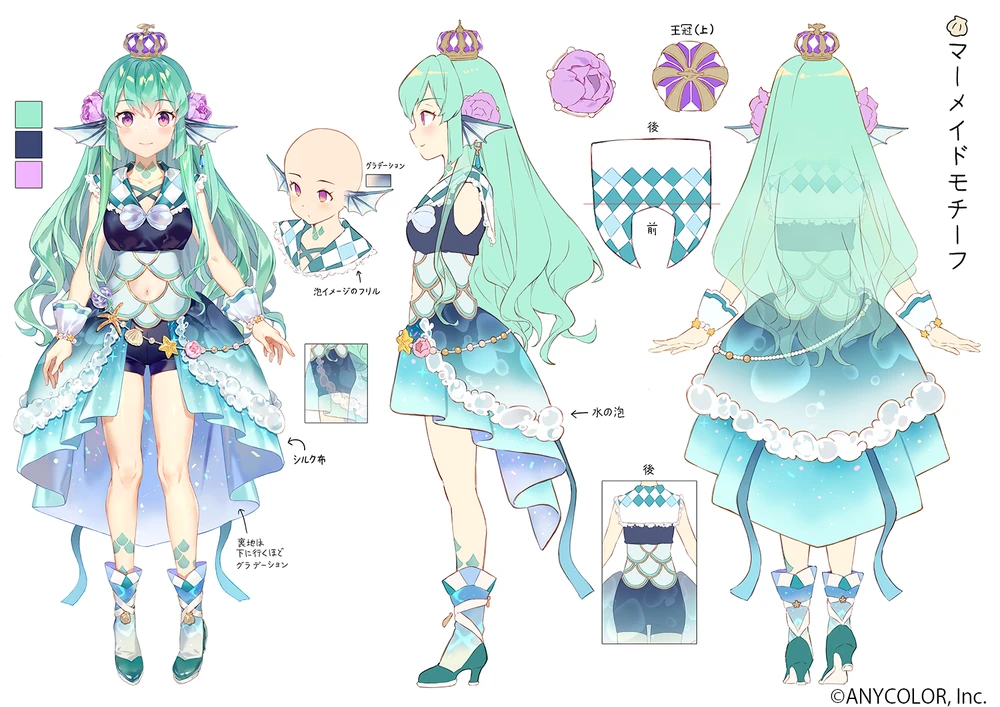 マーメイドモチーフ
王冠(上)
後
前
グラデーション
泡イメージのフリル
水の泡
シルク布
後
裏地は
下に行くほど
グラデーション
©ANYCOLOR, Inc.